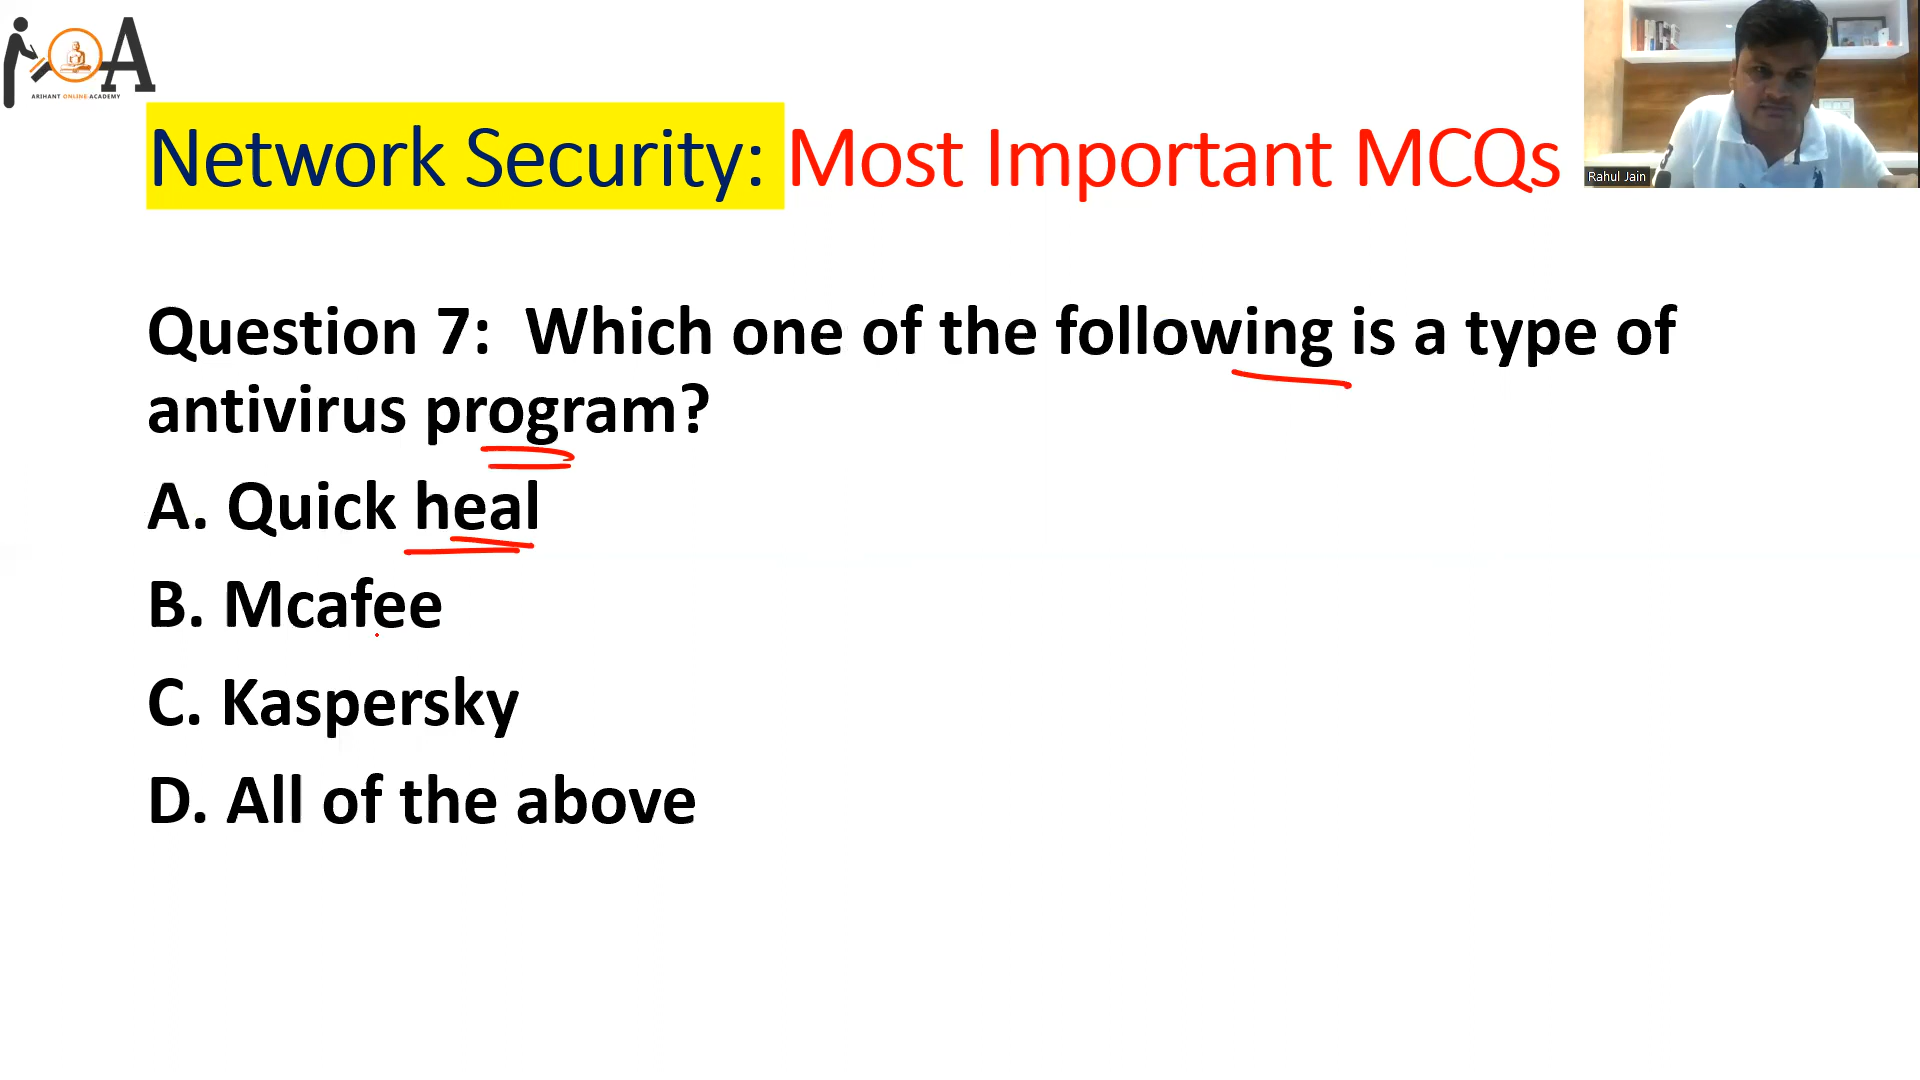 A
ARIHANT ONLINE ACADEMY
Rahul Jain
Network Security: Most Important MCQs
Question 7: Which one of the following is a type of
antivirus program?
A. Quick heal
B. Mcafee
C. Kaspersky
D. All of the above